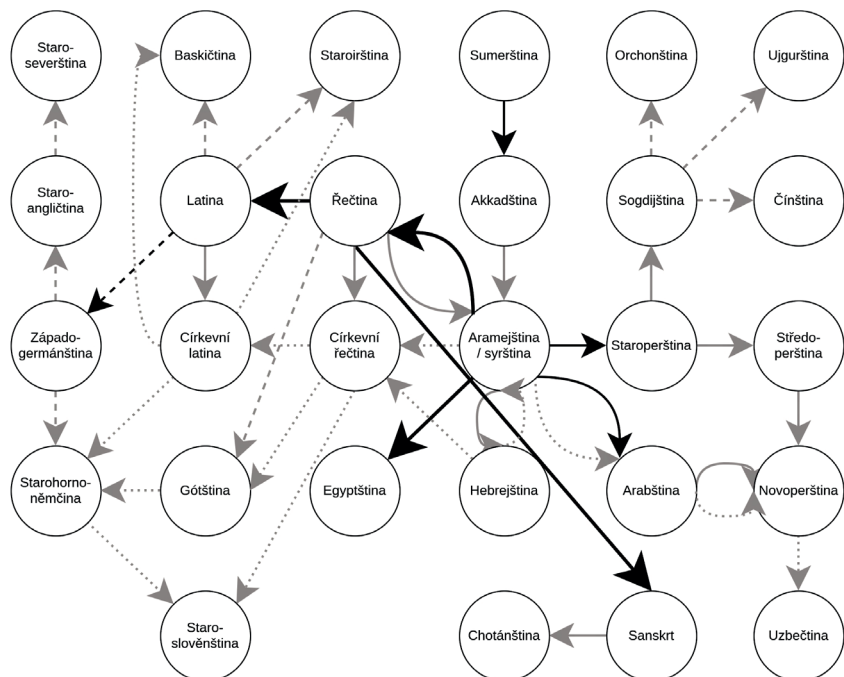 Staro-
severština
Baskičtina
Staroirština
Sumerština
Orchonština
Ujgurština
Staro-
angličtina
Latina
Řečtina
Akkadština
Sogdijština
Čínština
Západo-
germánština
Církevní
latina
Církevní
řečtina
Aramejština
/ syrština
Staroperština
Středo-
perština
Starohorno-
němčina
Gótština
Egyptština
Hebrejština
Arabština
Novoperština
Staro-
slověnština
Chotánština
Sanskrt
Uzbečtina